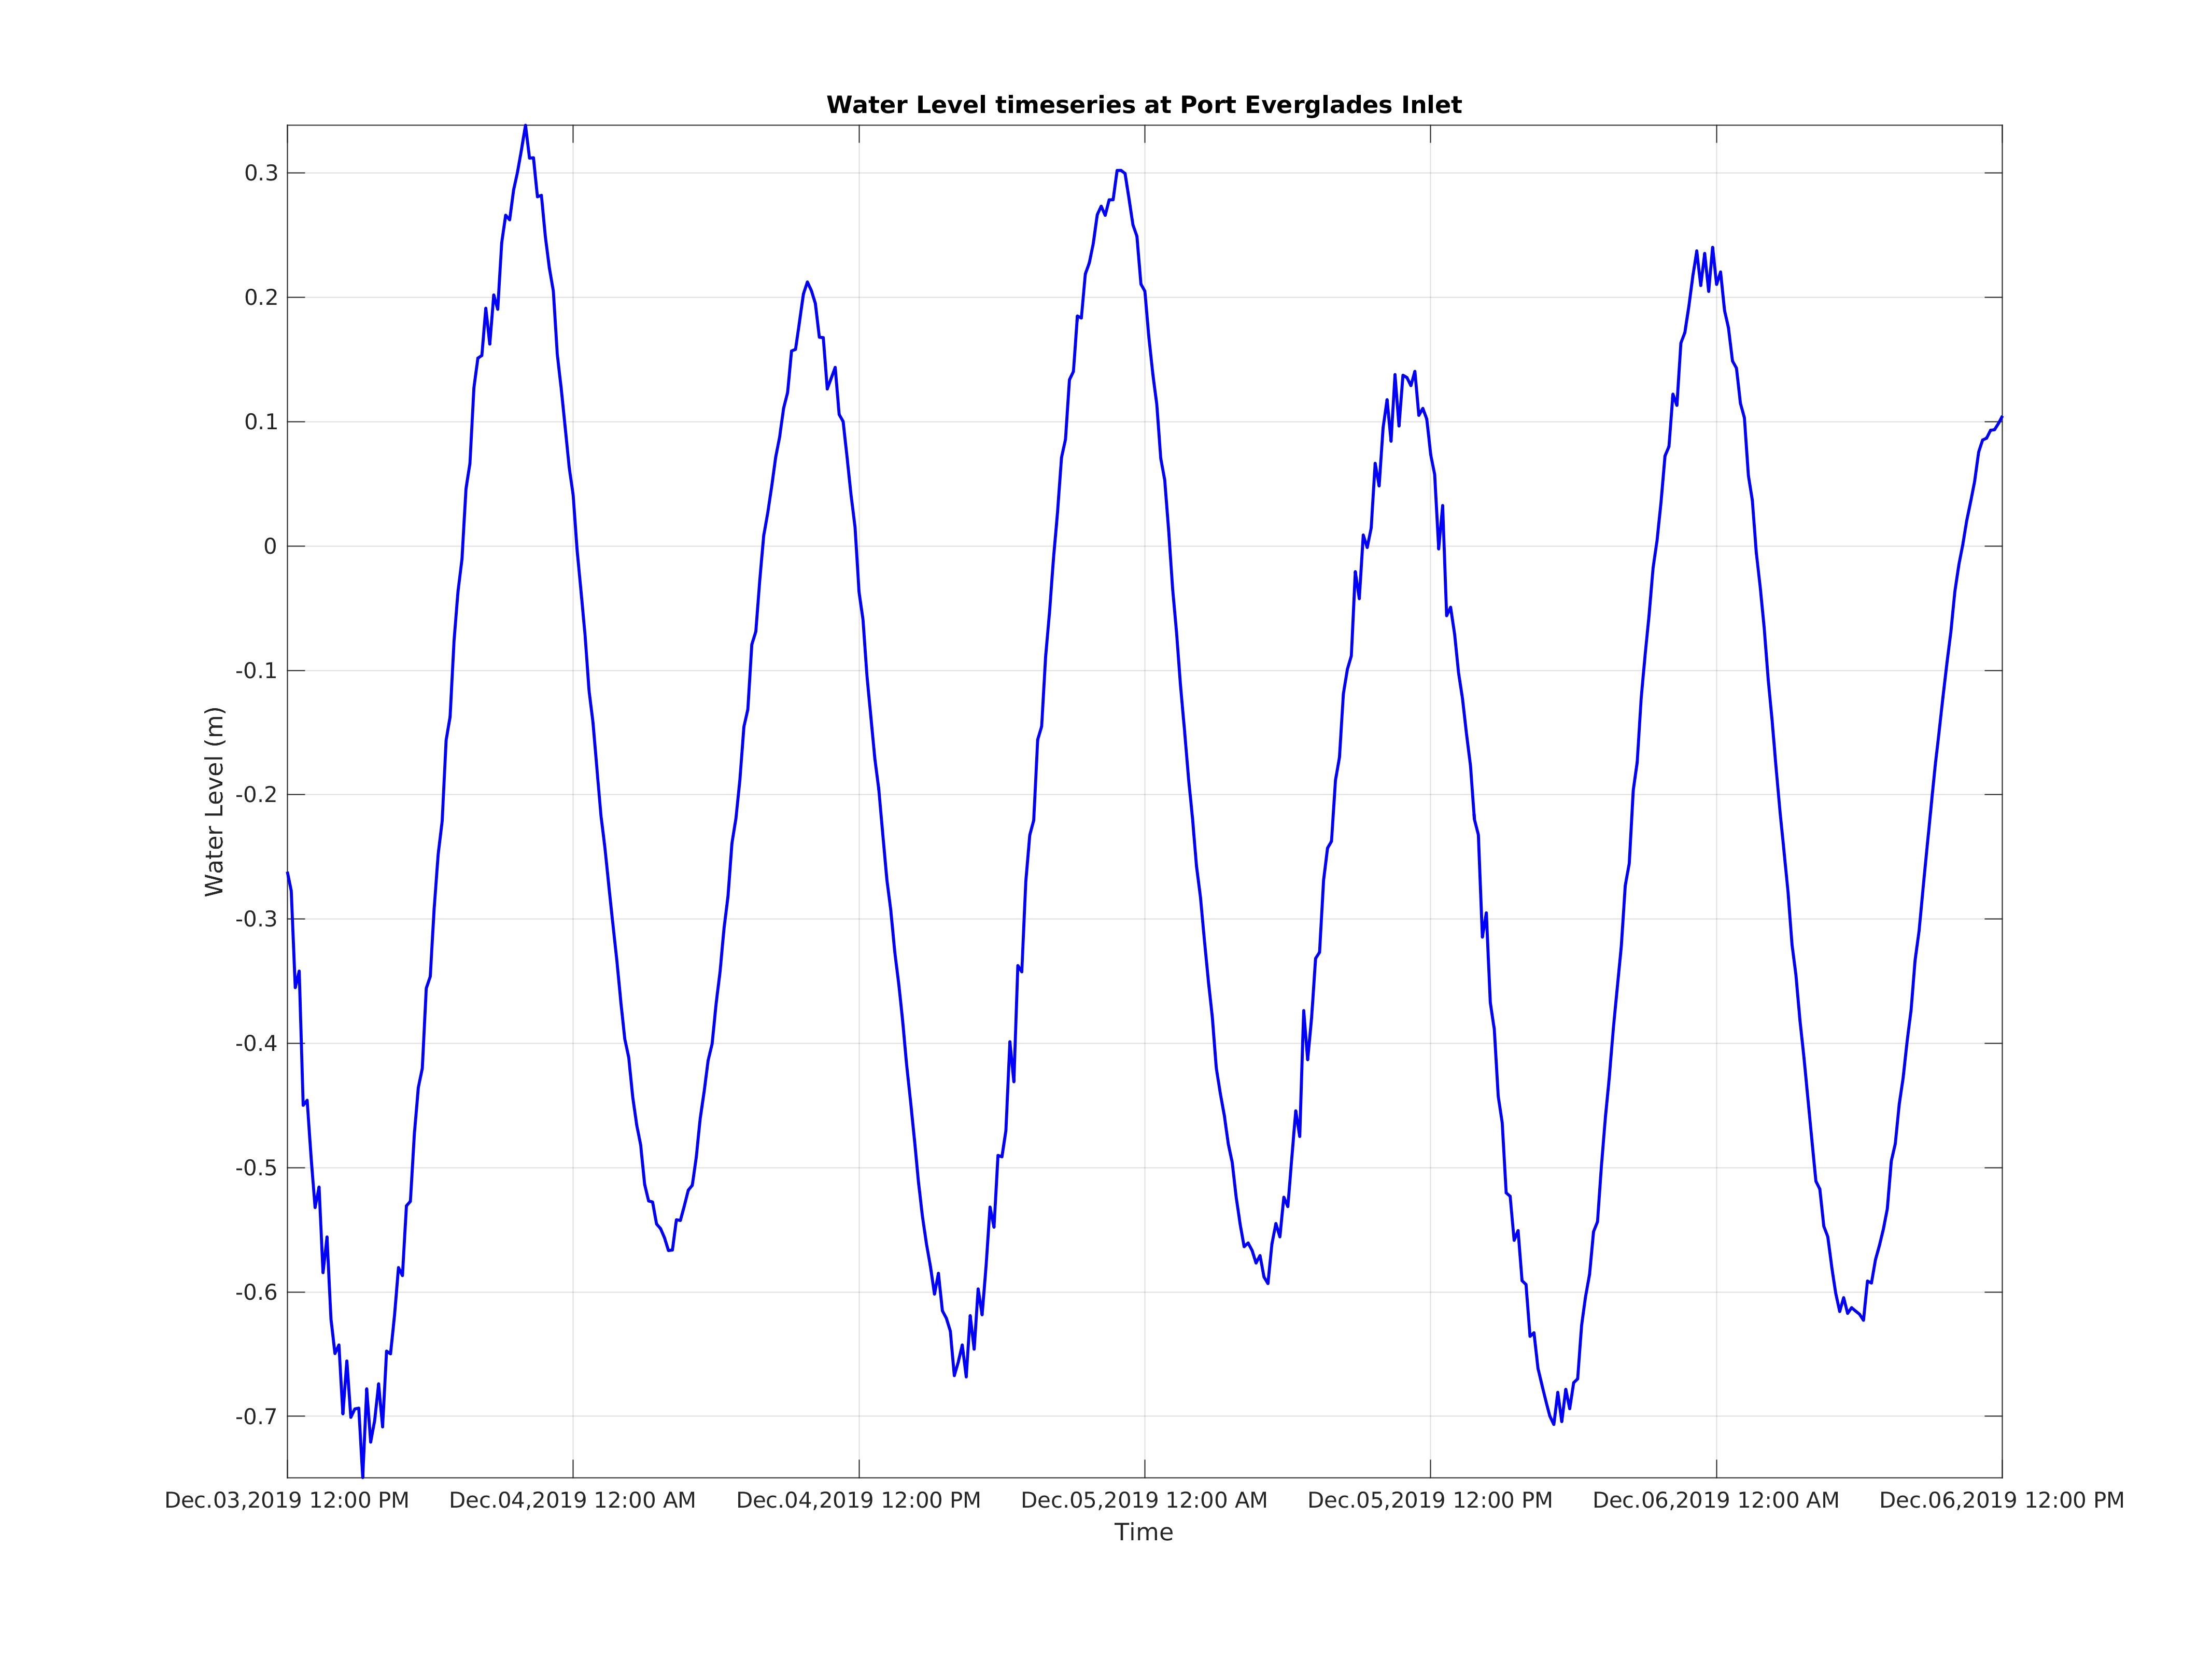 Water Level timeseries at Port Everglades Inlet
0.3
0.2
0.1
0
-0.1
-0.2
-0.3
-0.4
-0.5
-0.6
-0.7
Water Level (m)
Dec.03,2019 12:00 PM
Dec.04,2019 12:00 AM
Dec.04,2019 12:00 PM
Dec.05,2019 12:00 AM
Dec.05,2019 12:00 PM
Dec.06,2019 12:00 AM
Dec.06,2019 12:00 PM
Time